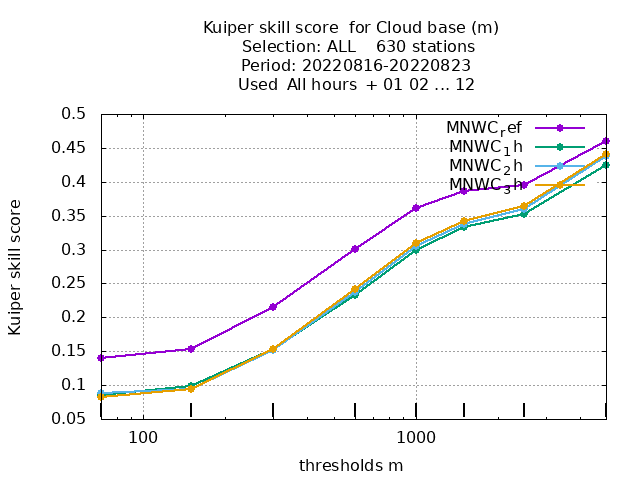 Kuiper skill score  for Cloud base (m)
Selection: ALL    630 stations
Period: 20220816-20220823
Used  All hours  + 01 02 ... 12
0.5
0.45
0.4
0.35
0.3
0.25
0.2
0.15
0.1
0.05
Kuiper skill score
MNWC_ref
MNWC_1h
MNWC_2h
MNWC_3h
100
1000
thresholds m